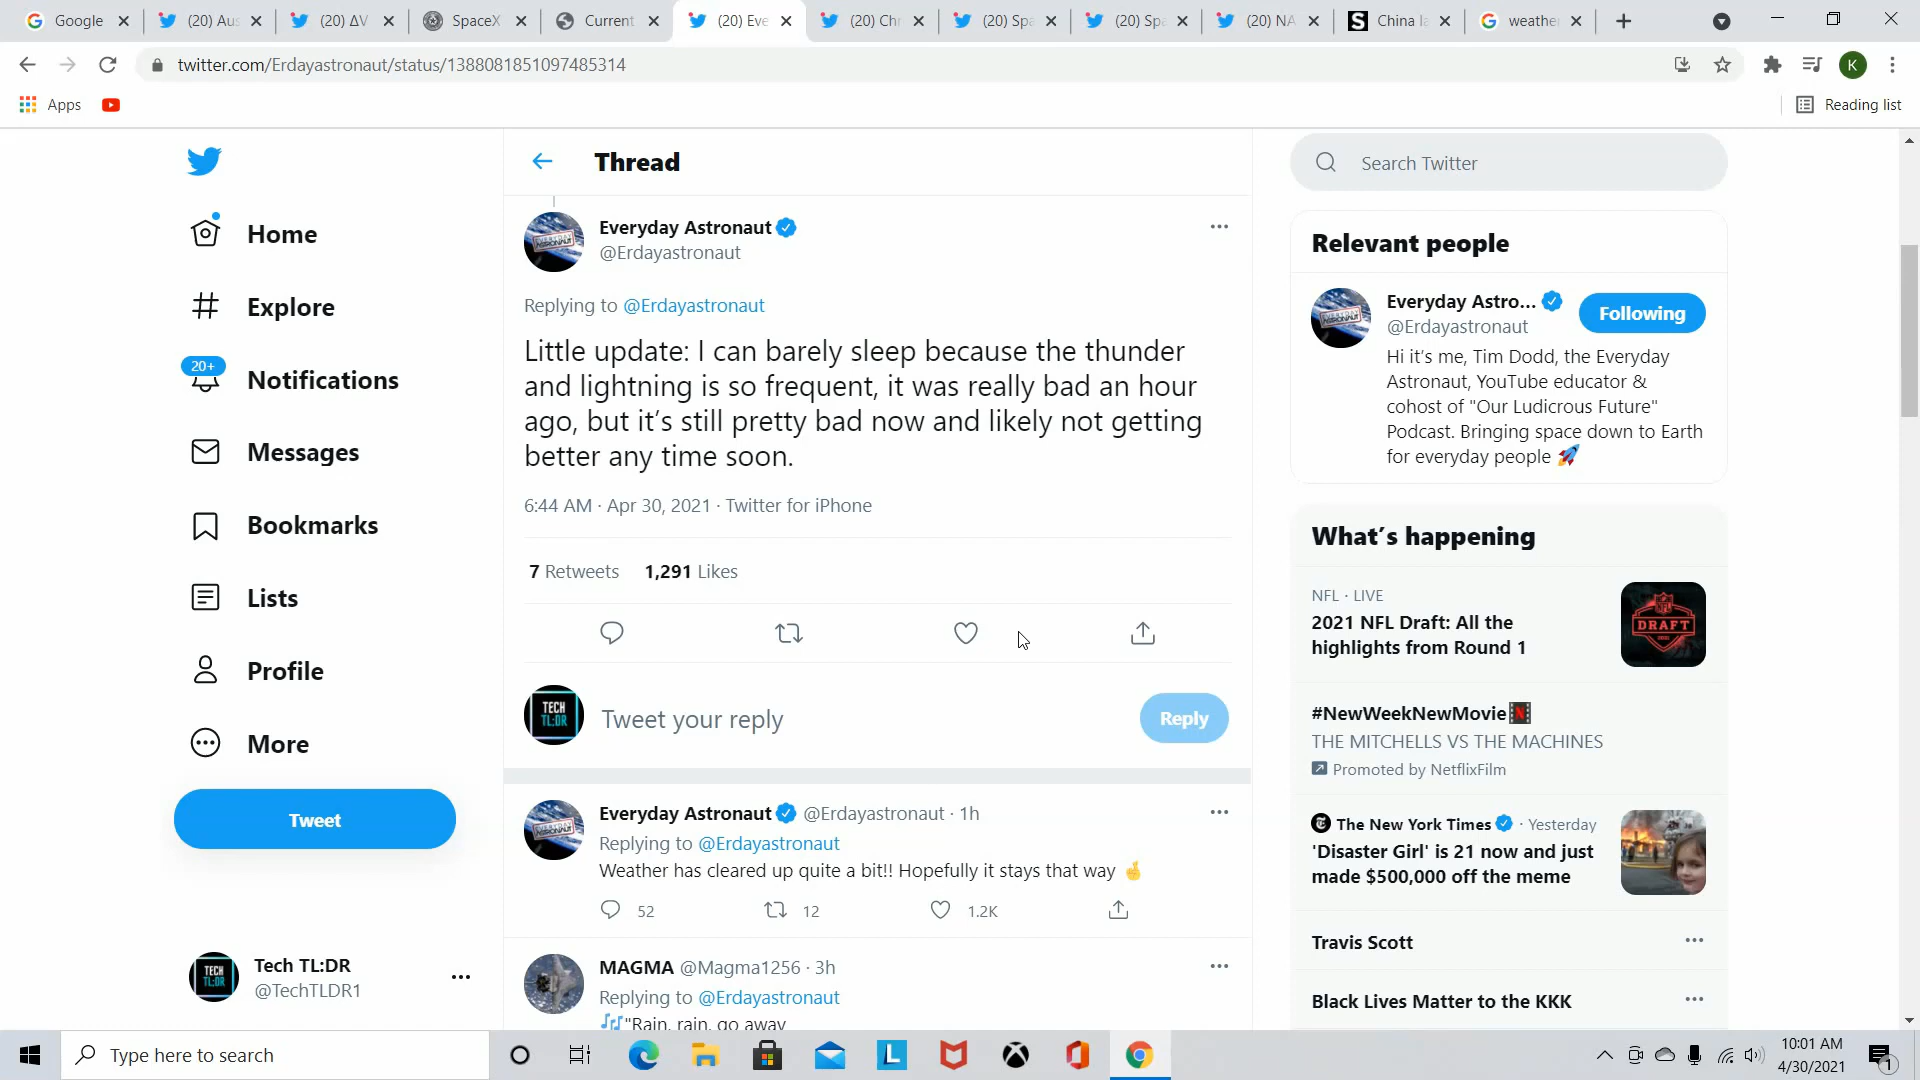 Google
(20) Aus
(20) ΔV
SpaceX
Current
(20) Eve
(20) Chr
(20) Spa
(20) Spa
(20) NA
China la
weather
twitter.com/Erdayastronaut/status/1388081851097485314
K
Apps
Reading list
Thread
Search Twitter
Home
Explore
20+
Notifications
Messages
Bookmarks
Lists
Profile
More
Tweet
Tech TL:DR
@TechTLDR1
Everyday Astronaut
@Erdayastronaut
Replying to @Erdayastronaut
Little update: I can barely sleep because the thunder
and lightning is so frequent, it was really bad an hour
ago, but it’s still pretty bad now and likely not getting
better any time soon.
6:44 AM · Apr 30, 2021 · Twitter for iPhone
7 Retweets 1,291 Likes
TECH
TL:DR
Tweet your reply
Reply
Everyday Astronaut @Erdayastronaut · 1h
Replying to @Erdayastronaut
Weather has cleared up quite a bit!! Hopefully it stays that way 🤞
52 12 1.2K
MAGMA @Magma1256 · 3h
Replying to @Erdayastronaut
🎶"Rain, rain, go away
Relevant people
Everyday Astro...
@Erdayastronaut
Following
Hi it’s me, Tim Dodd, the Everyday
Astronaut, YouTube educator &
cohost of "Our Ludicrous Future"
Podcast. Bringing space down to Earth
for everyday people 🚀
What’s happening
NFL · LIVE
2021 NFL Draft: All the
highlights from Round 1
DRAFT
#NewWeekNewMovie
THE MITCHELLS VS THE MACHINES
Promoted by NetflixFilm
The New York Times · Yesterday
'Disaster Girl' is 21 now and just
made $500,000 off the meme
Travis Scott
Black Lives Matter to the KKK
Type here to search
10:01 AM
4/30/2021
1